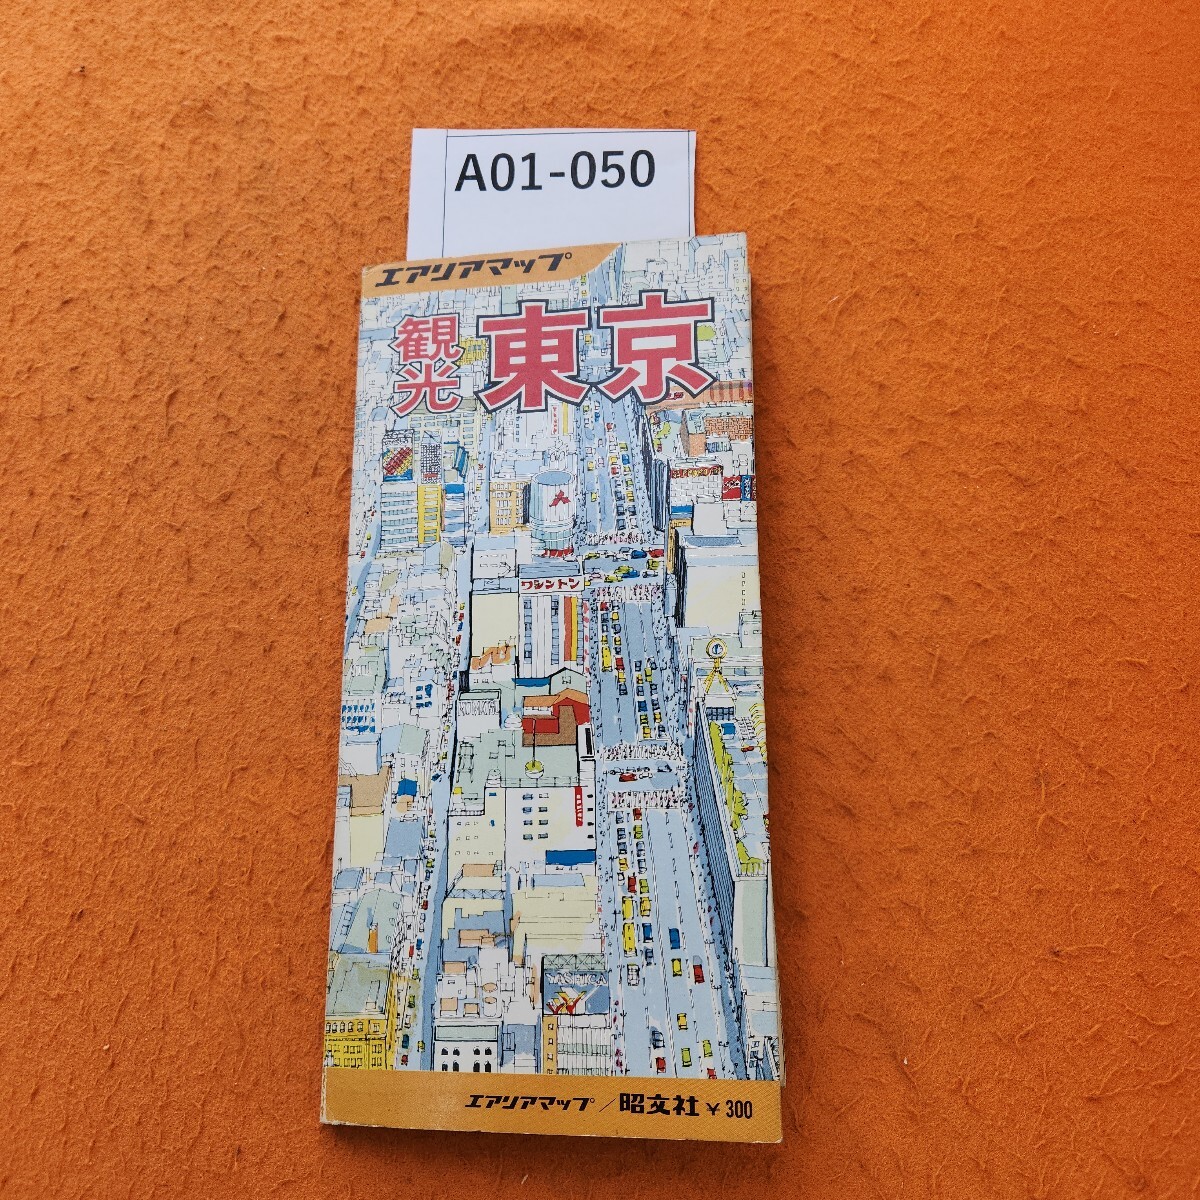 A01-050
エアリアマップ
観光 東京
ワシントン
YASHICA
エアリアマップ／昭文社 ¥300